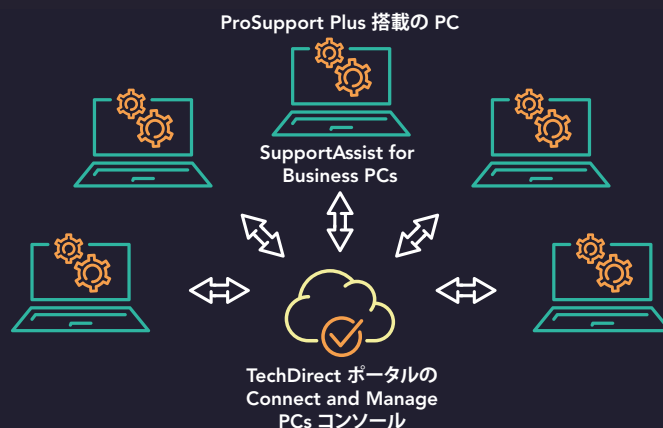 ProSupport Plus 搭載の PC
SupportAssist for
Business PCs
TechDirect ポータルの
Connect and Manage
PCs コンソール